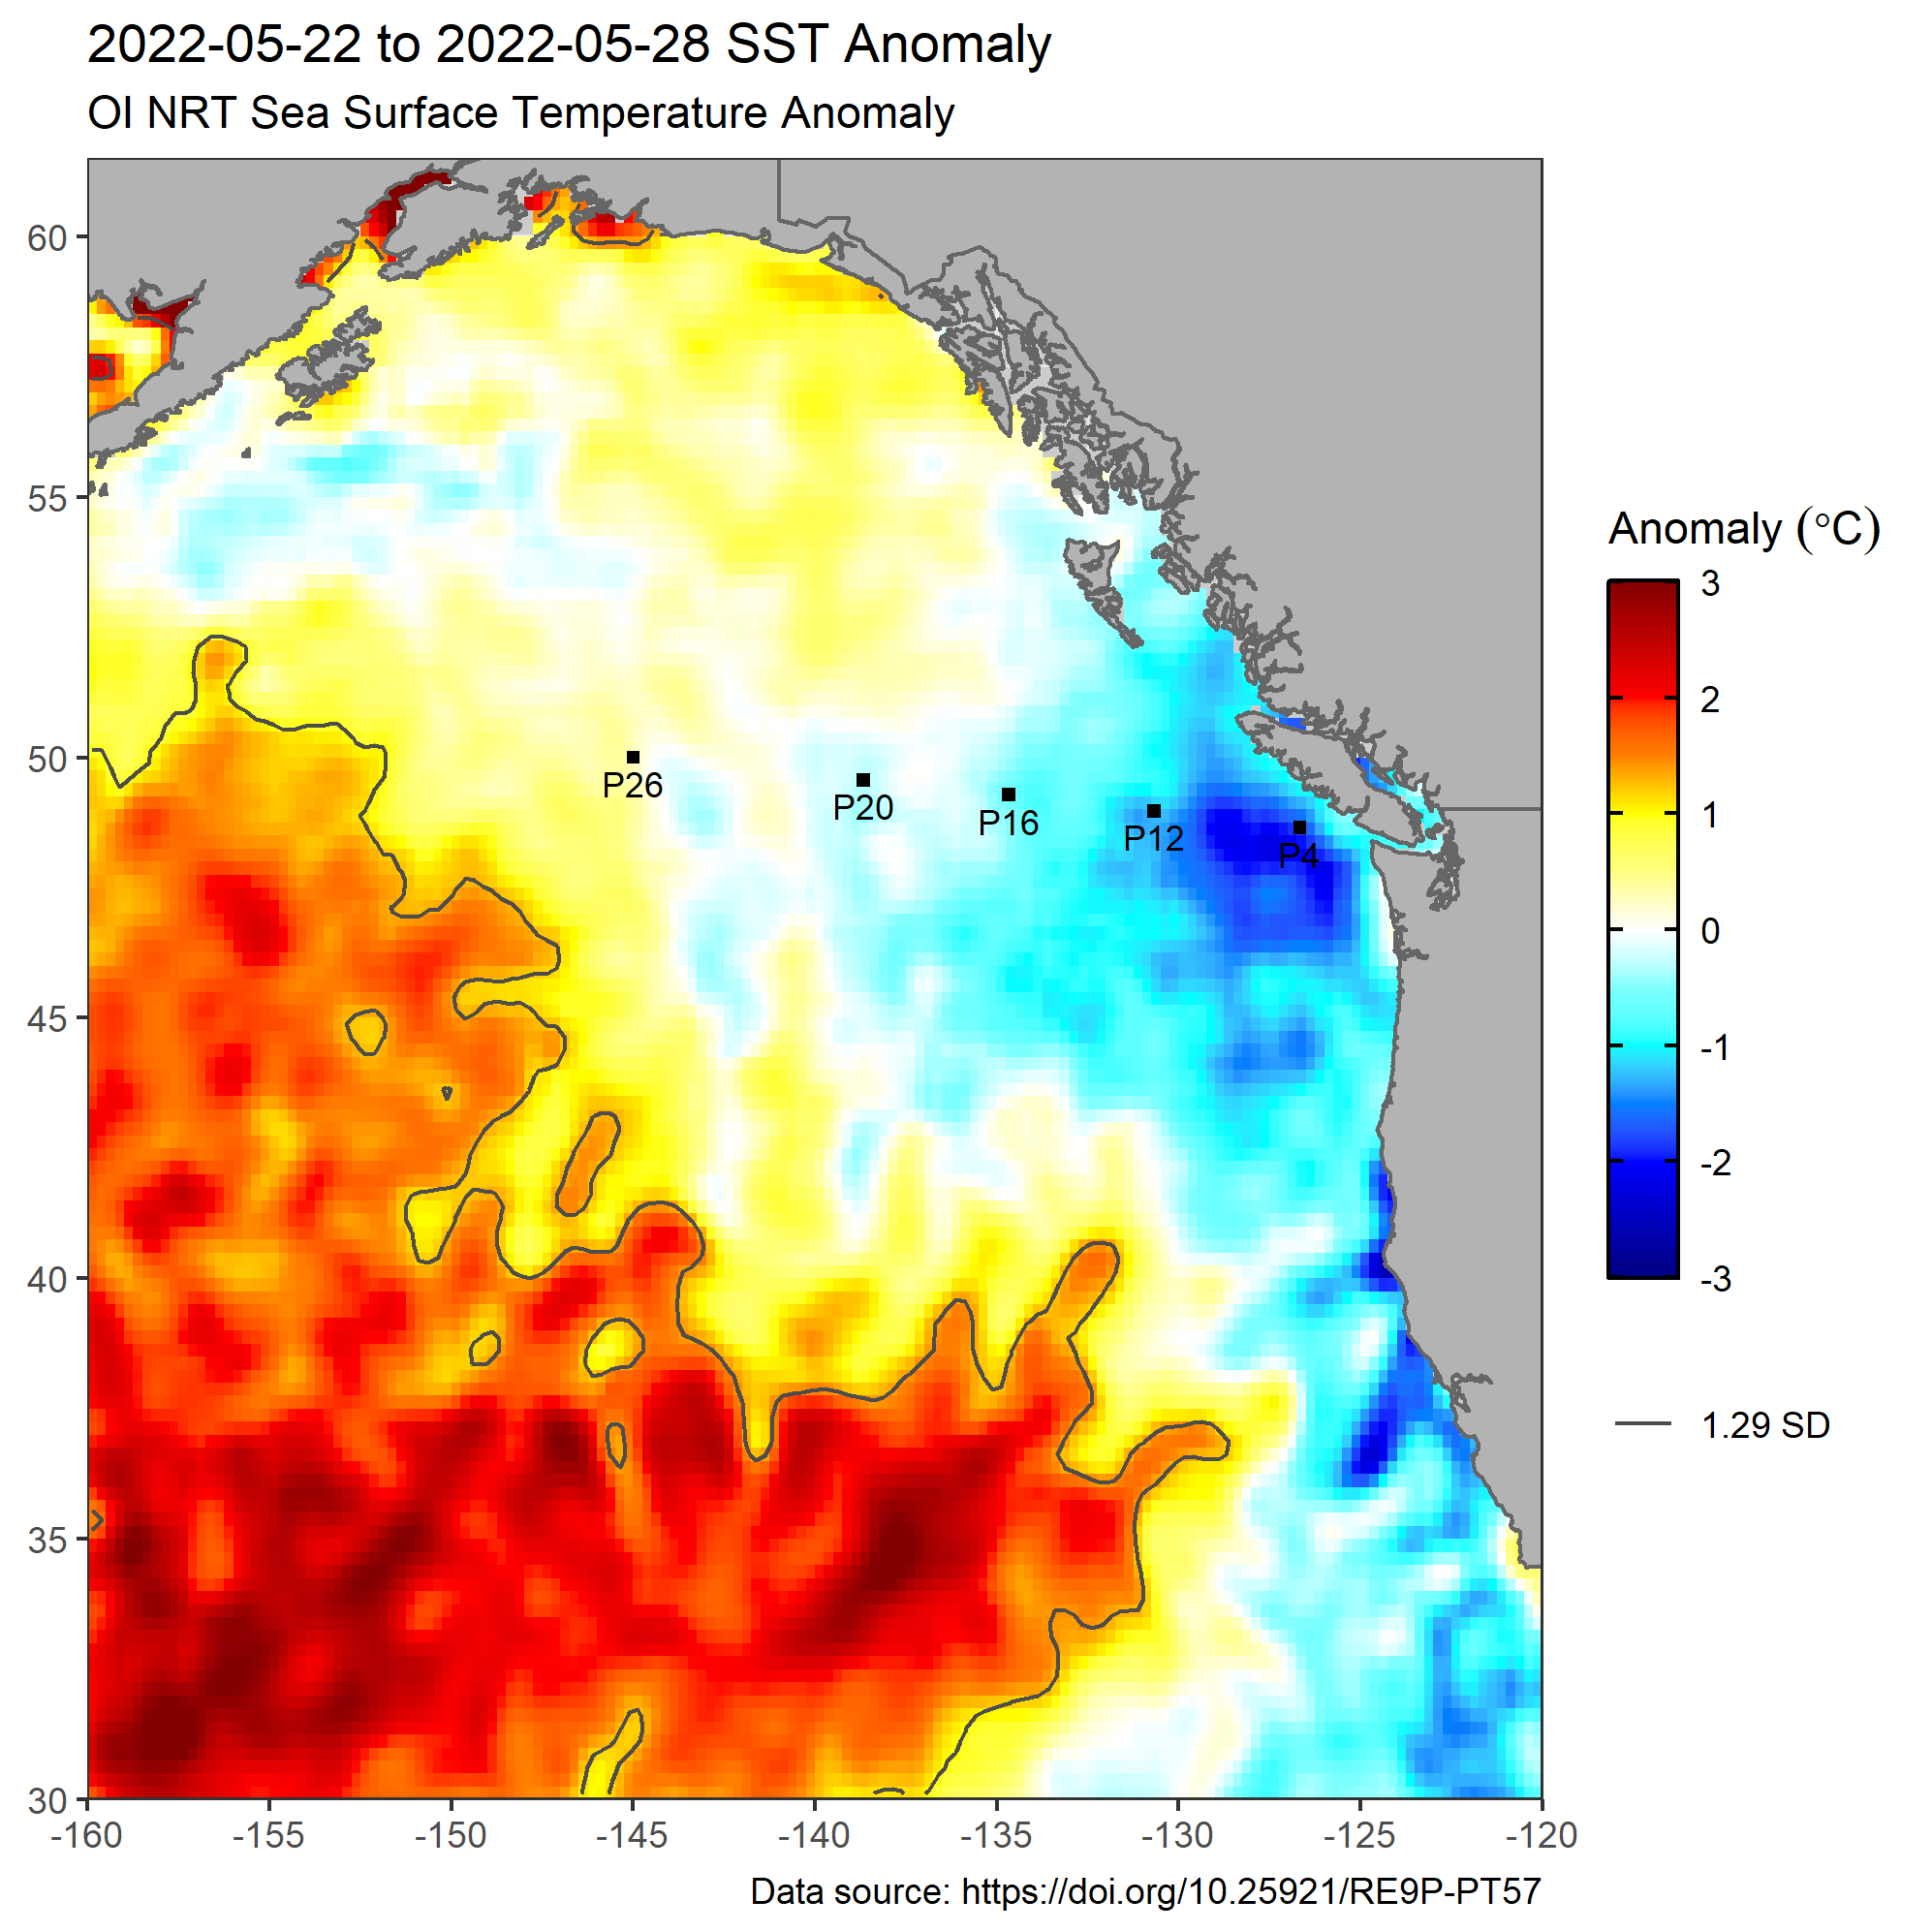 2022-05-22 to 2022-05-28 SST Anomaly
OI NRT Sea Surface Temperature Anomaly
60
55
50
45
40
35
30
-160
-155
-150
-145
-140
-135
-130
-125
-120
P26
P20
P16
P12
P4
Anomaly (°C)
3
2
1
0
-1
-2
-3
1.29 SD
Data source: https://doi.org/10.25921/RE9P-PT57